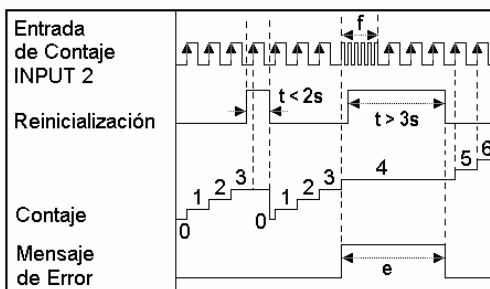 Entrada
de Contaje
INPUT 2
f
Reinicialización
t < 2s
t > 3s
Contaje
0 1 2 3 0 1 2 3 4 5 6
Mensaje
de Error
e